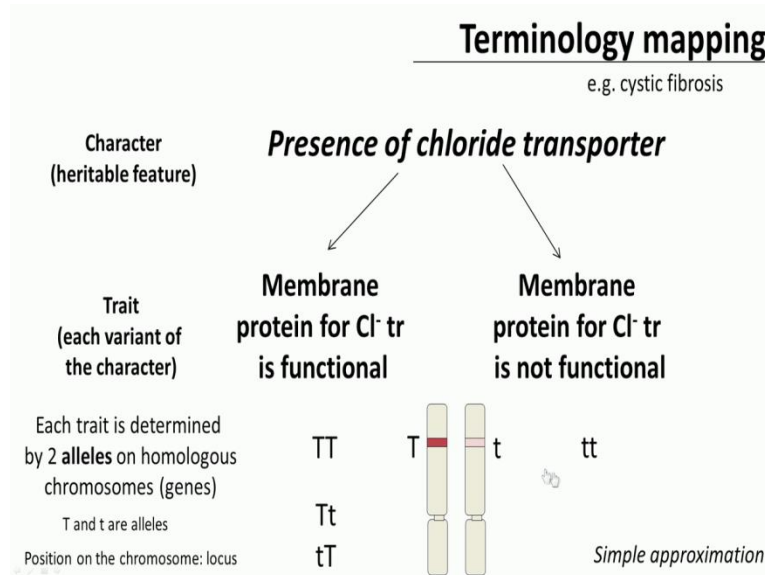 Terminology mapping
e.g. cystic fibrosis
Character
(heritable feature)
Presence of chloride transporter
Trait
(each variant of
the character)
Membrane
protein for Cl⁻ tr
is functional
Membrane
protein for Cl⁻ tr
is not functional
Each trait is determined
by 2 alleles on homologous
chromosomes (genes)
TT
T
t
tt
T and t are alleles
Tt
Position on the chromosome: locus
tT
Simple approximation